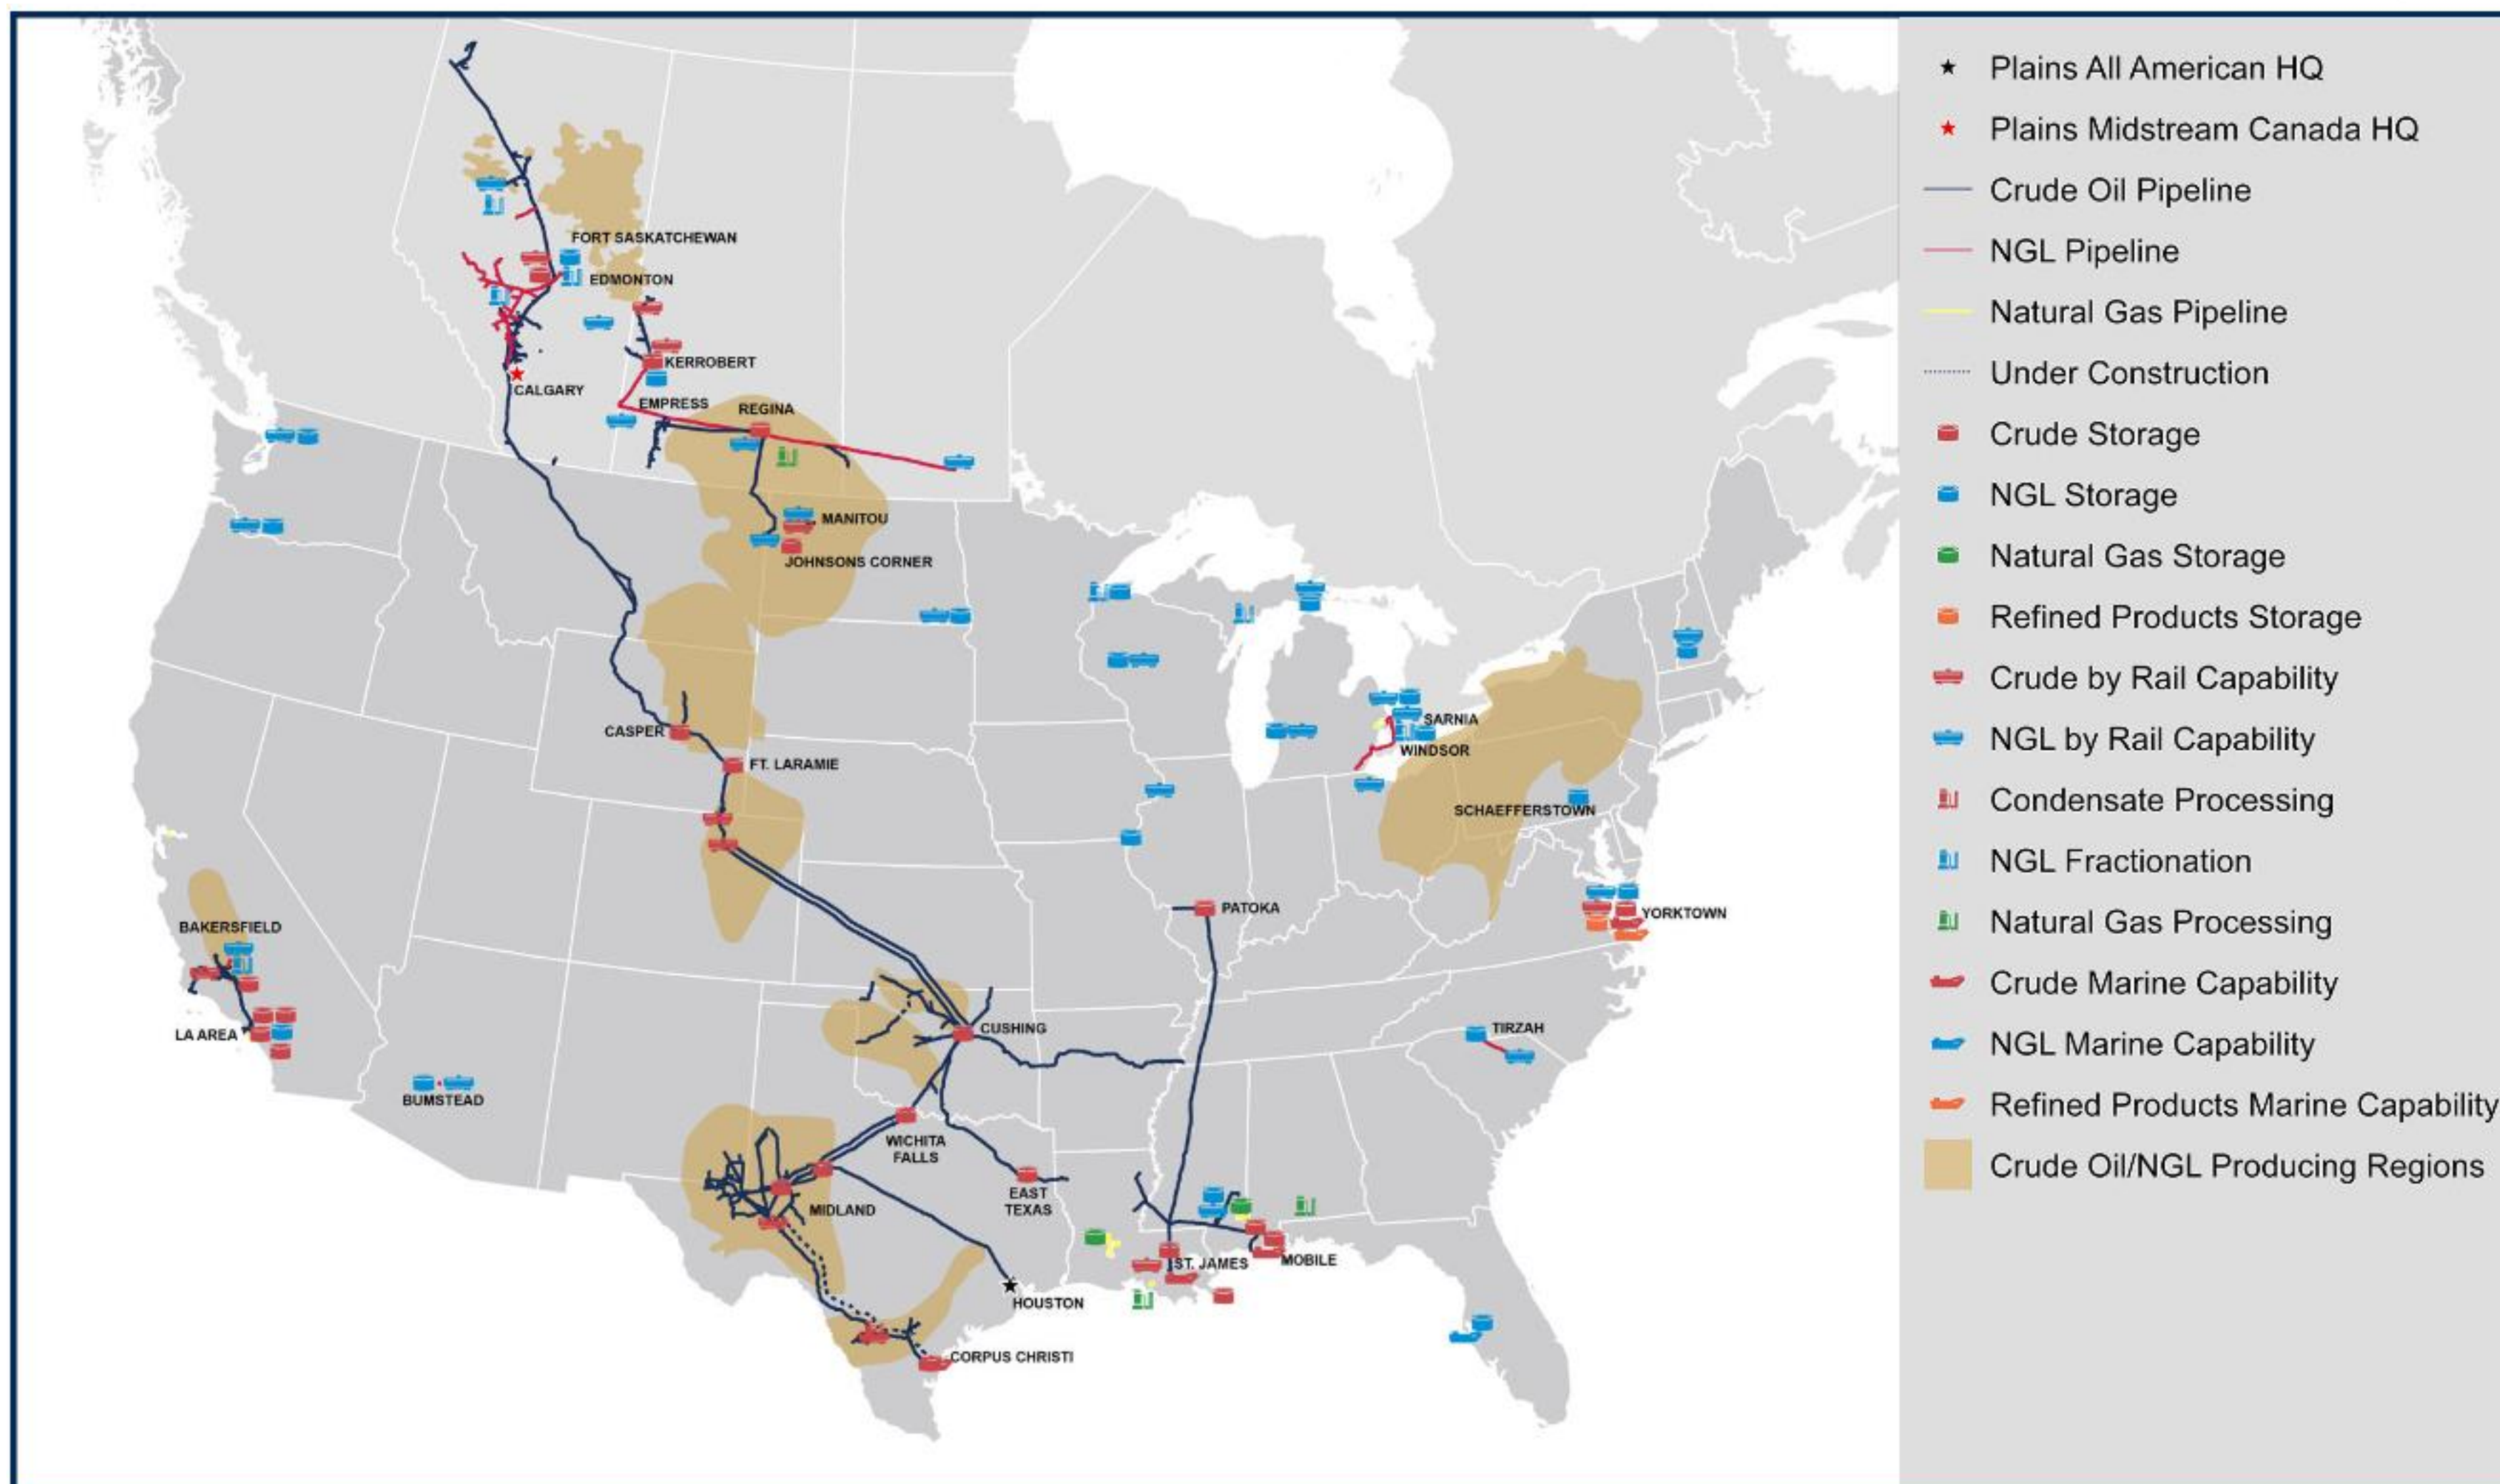 FORT SASKATCHEWAN
EDMONTON
KERROBERT
CALGARY
EMPRESS
REGINA
MANITOU
JOHNSONS CORNER
CASPER
FT. LARAMIE
SARNIA
WINDSOR
SCHAEFFERSTOWN
PATOKA
YORKTOWN
BAKERSFIELD
LA AREA
CUSHING
TIRZAH
BUMSTEAD
WICHITA
FALLS
EAST
TEXAS
MIDLAND
ST. JAMES
MOBILE
HOUSTON
CORPUS CHRISTI
Plains All American HQ
Plains Midstream Canada HQ
Crude Oil Pipeline
NGL Pipeline
Natural Gas Pipeline
Under Construction
Crude Storage
NGL Storage
Natural Gas Storage
Refined Products Storage
Crude by Rail Capability
NGL by Rail Capability
Condensate Processing
NGL Fractionation
Natural Gas Processing
Crude Marine Capability
NGL Marine Capability
Refined Products Marine Capability
Crude Oil/NGL Producing Regions